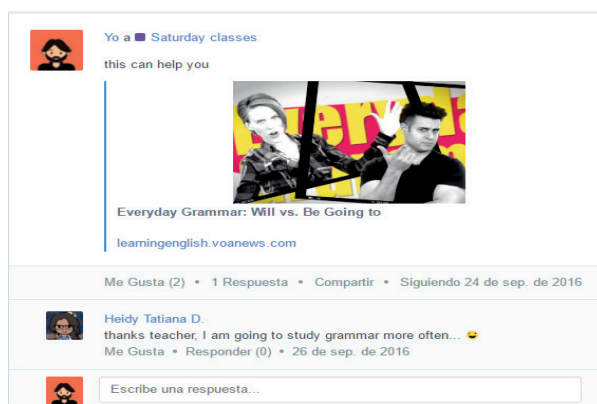 Yo a Saturday classes
this can help you
Everyday
Everyday Grammar: Will vs. Be Going to
learningenglish.voanews.com
Me Gusta (2) • 1 Respuesta • Compartir • Siguiendo 24 de sep. de 2016
Heidy Tatiana D.
thanks teacher, I am going to study grammar more often...
Me Gusta • Responder (0) • 26 de sep. de 2016
Escribe una respuesta...